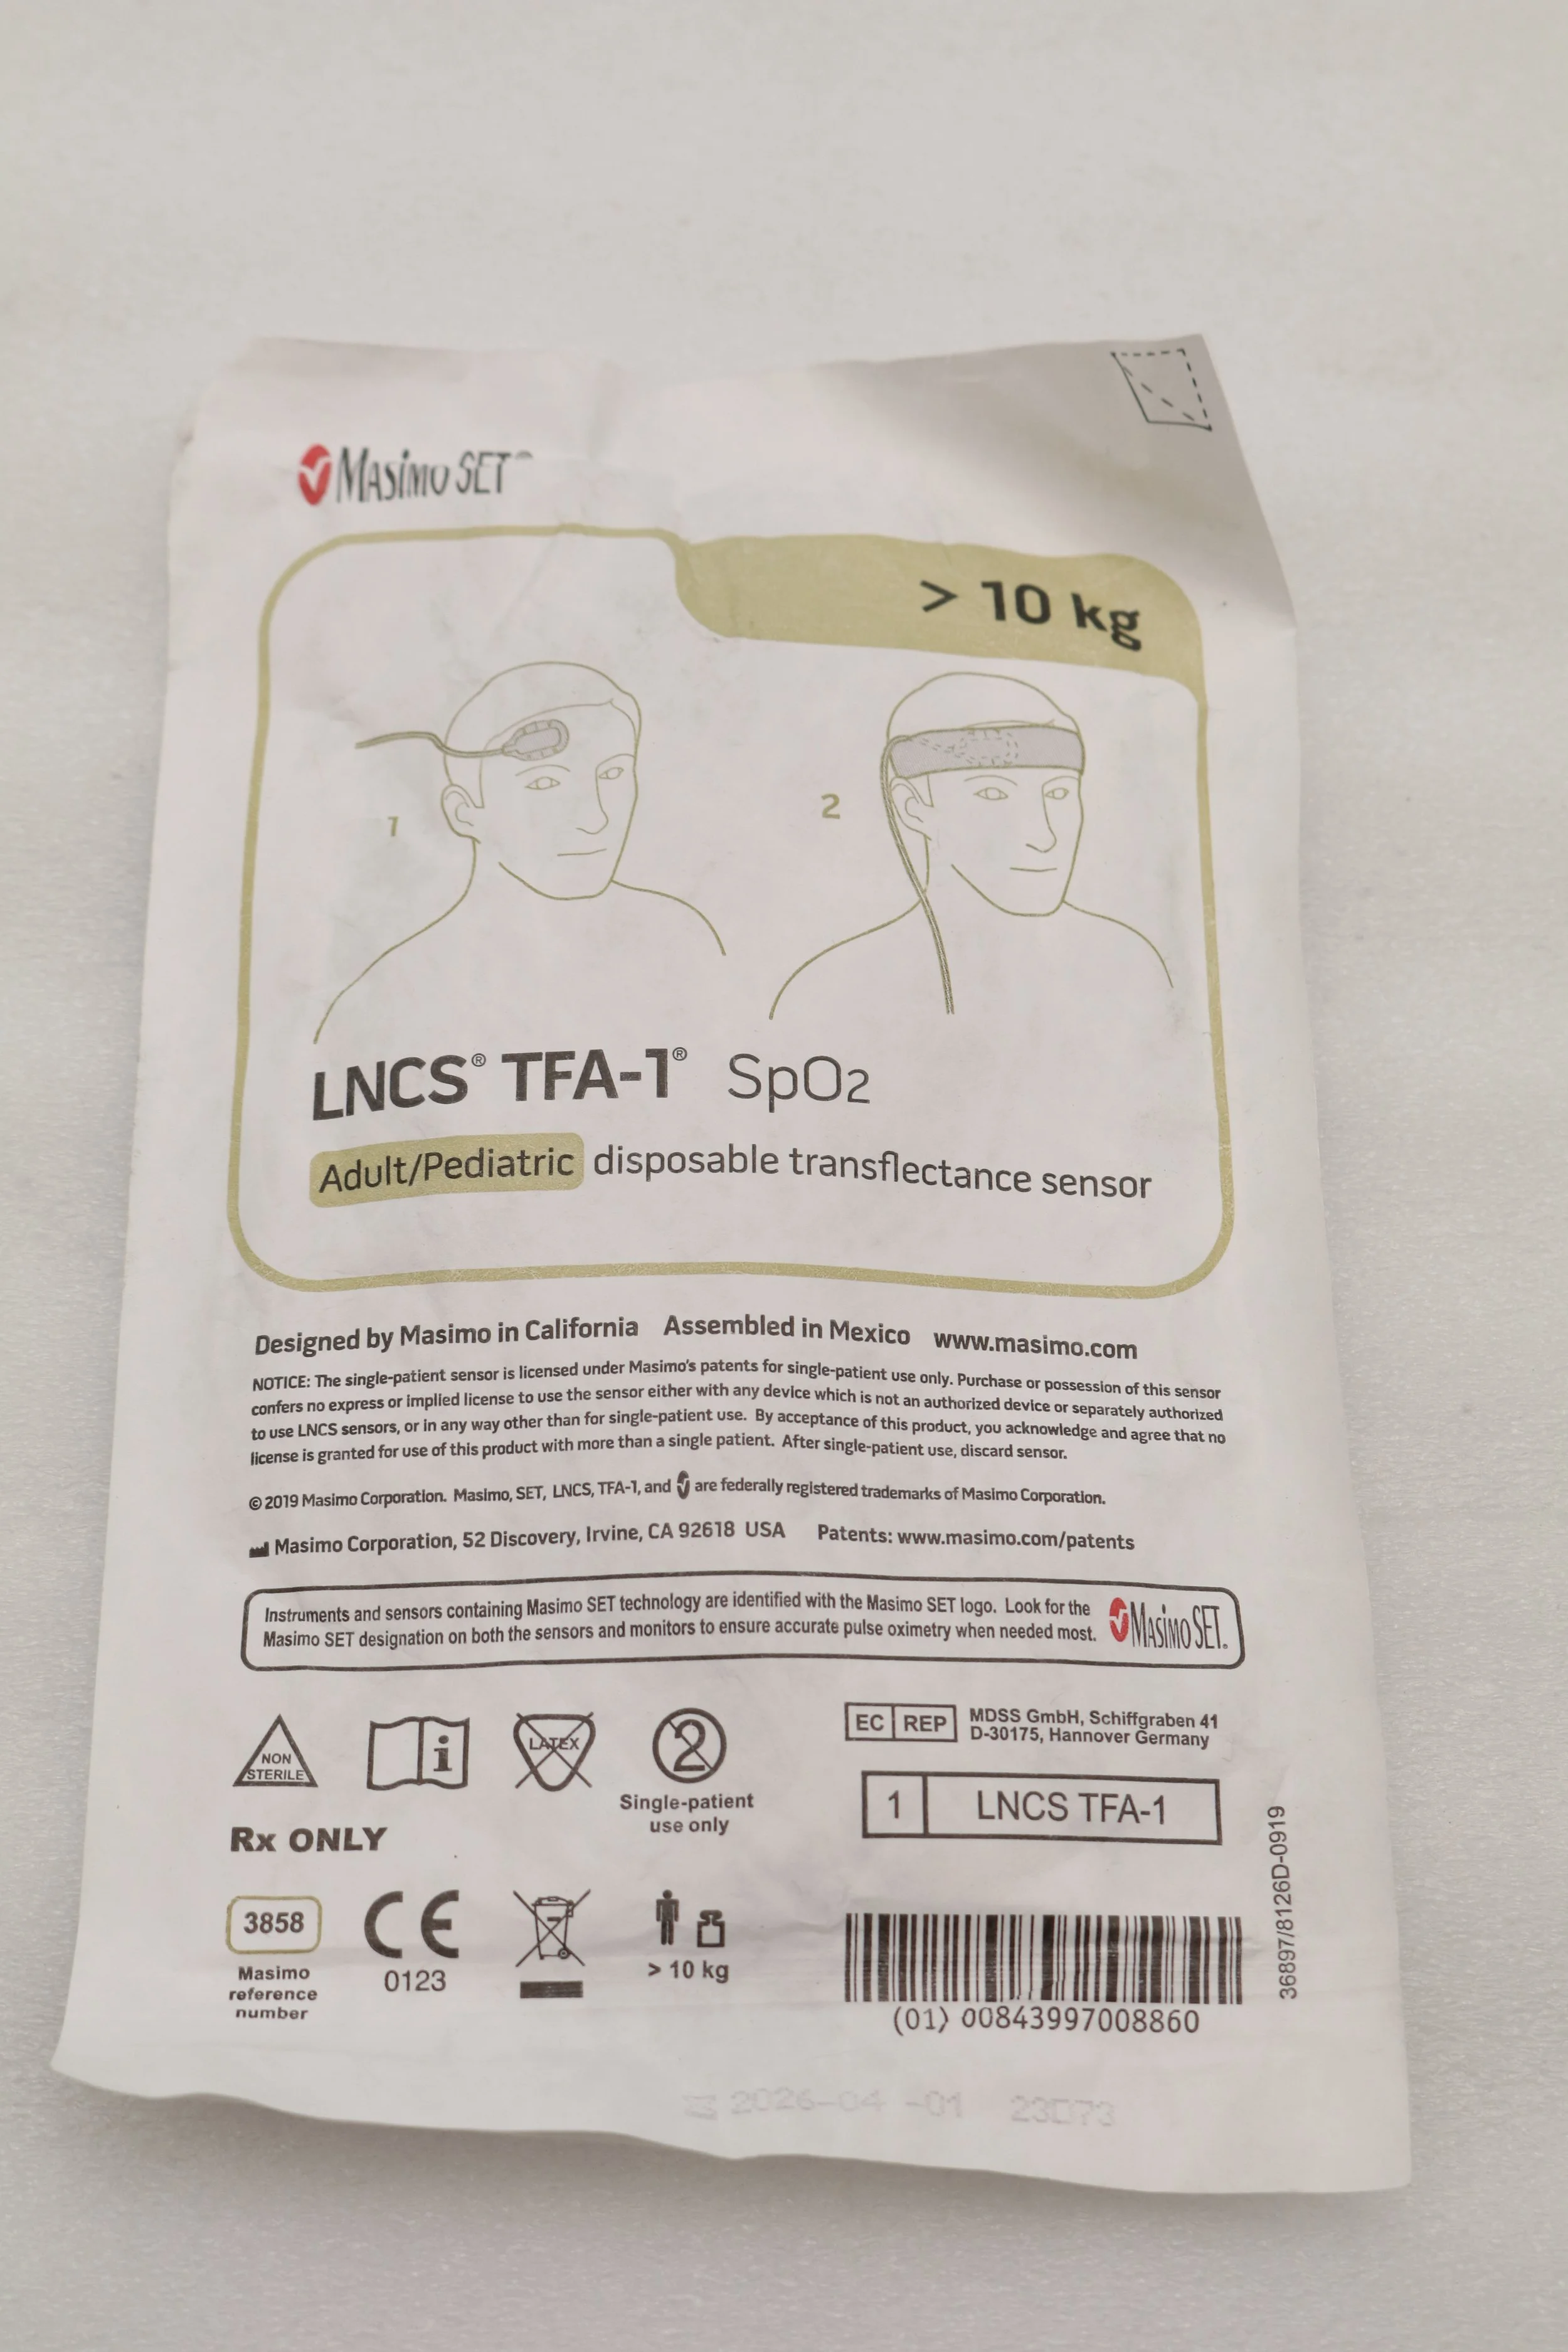 MASIMO SET
> 10 kg
1
2
LNCS® TFA-1® SpO2
Adult/Pediatric disposable transflectance sensor
Designed by Masimo in California Assembled in Mexico www.masimo.com
NOTICE: The single-patient sensor is licensed under Masimo's patents for single-patient use only. Purchase or possession of this sensor
confers no express or implied license to use the sensor either with any device which is not an authorized device or separately authorized
to use LNCS sensors, or in any way other than for single-patient use. By acceptance of this product, you acknowledge and agree that no
license is granted for use of this product with more than a single patient. After single-patient use, discard sensor.
© 2019 Masimo Corporation. Masimo, SET, LNCS, TFA-1, and are federally registered trademarks of Masimo Corporation.
Masimo Corporation, 52 Discovery, Irvine, CA 92618 USA Patents: www.masimo.com/patents
Instruments and sensors containing Masimo SET technology are identified with the Masimo SET logo. Look for the
Masimo SET designation on both the sensors and monitors to ensure accurate pulse oximetry when needed most.
MASIMO SET®
NON
STERILE
i
LATEX
2
Single-patient
use only
EC REP
MDSS GmbH, Schiffgraben 41
D-30175, Hannover Germany
1 LNCS TFA-1
Rx ONLY
3858
Masimo
reference
number
CE
0123
> 10 kg
(01) 00843997008860
36897/8126D-0919
2026-04 -01 23D73